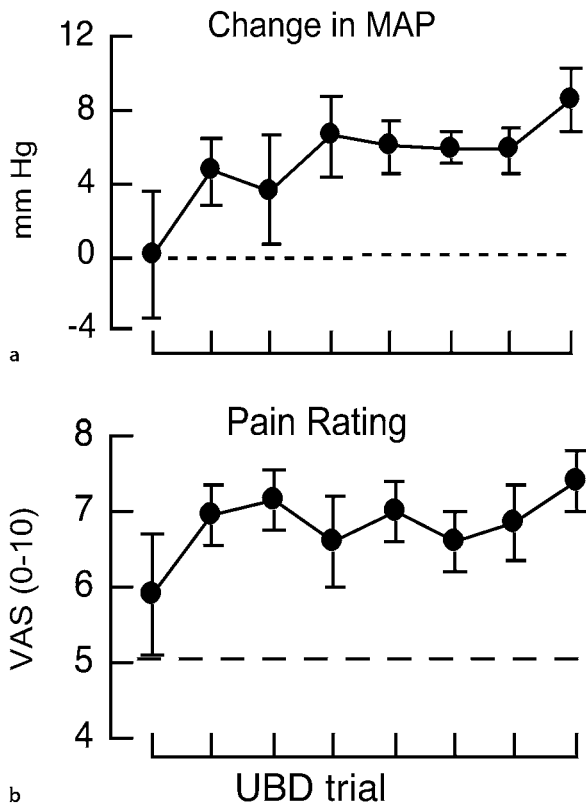 Change in MAP
12
8
4
0
-4
mm Hg
a
Pain Rating
8
7
6
5
4
VAS (0-10)
b
UBD trial